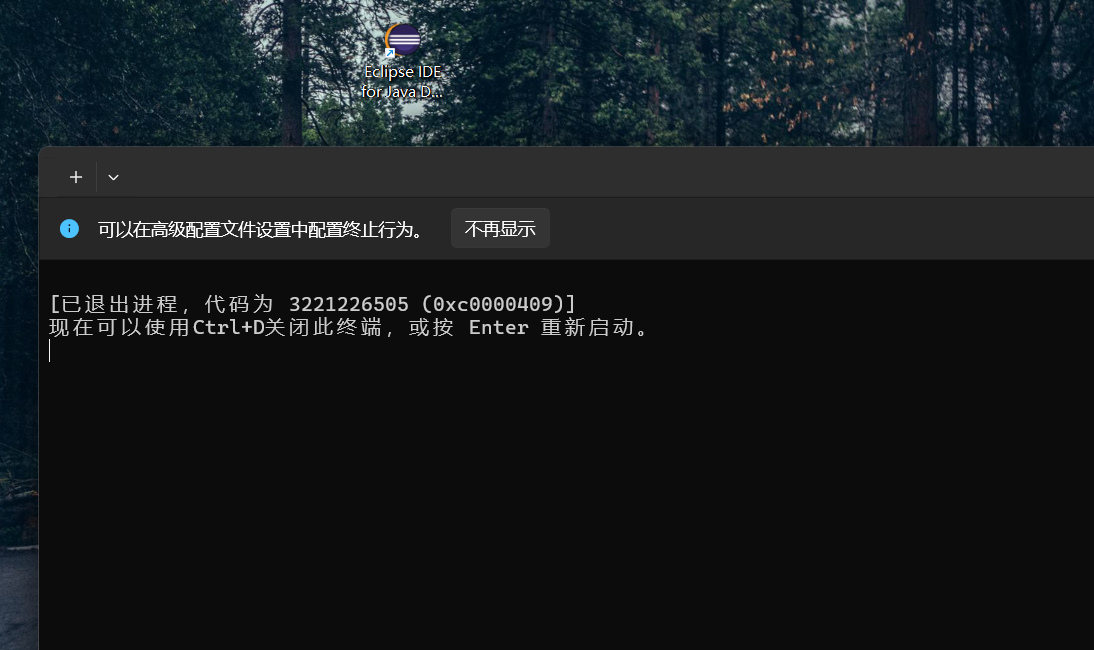 Eclipse IDE
for Java D...
可以在高级配置文件设置中配置终止行为。 不再显示
[已退出进程，代码为 3221226505 (0xc0000409)]
现在可以使用Ctrl+D关闭此终端，或按 Enter 重新启动。